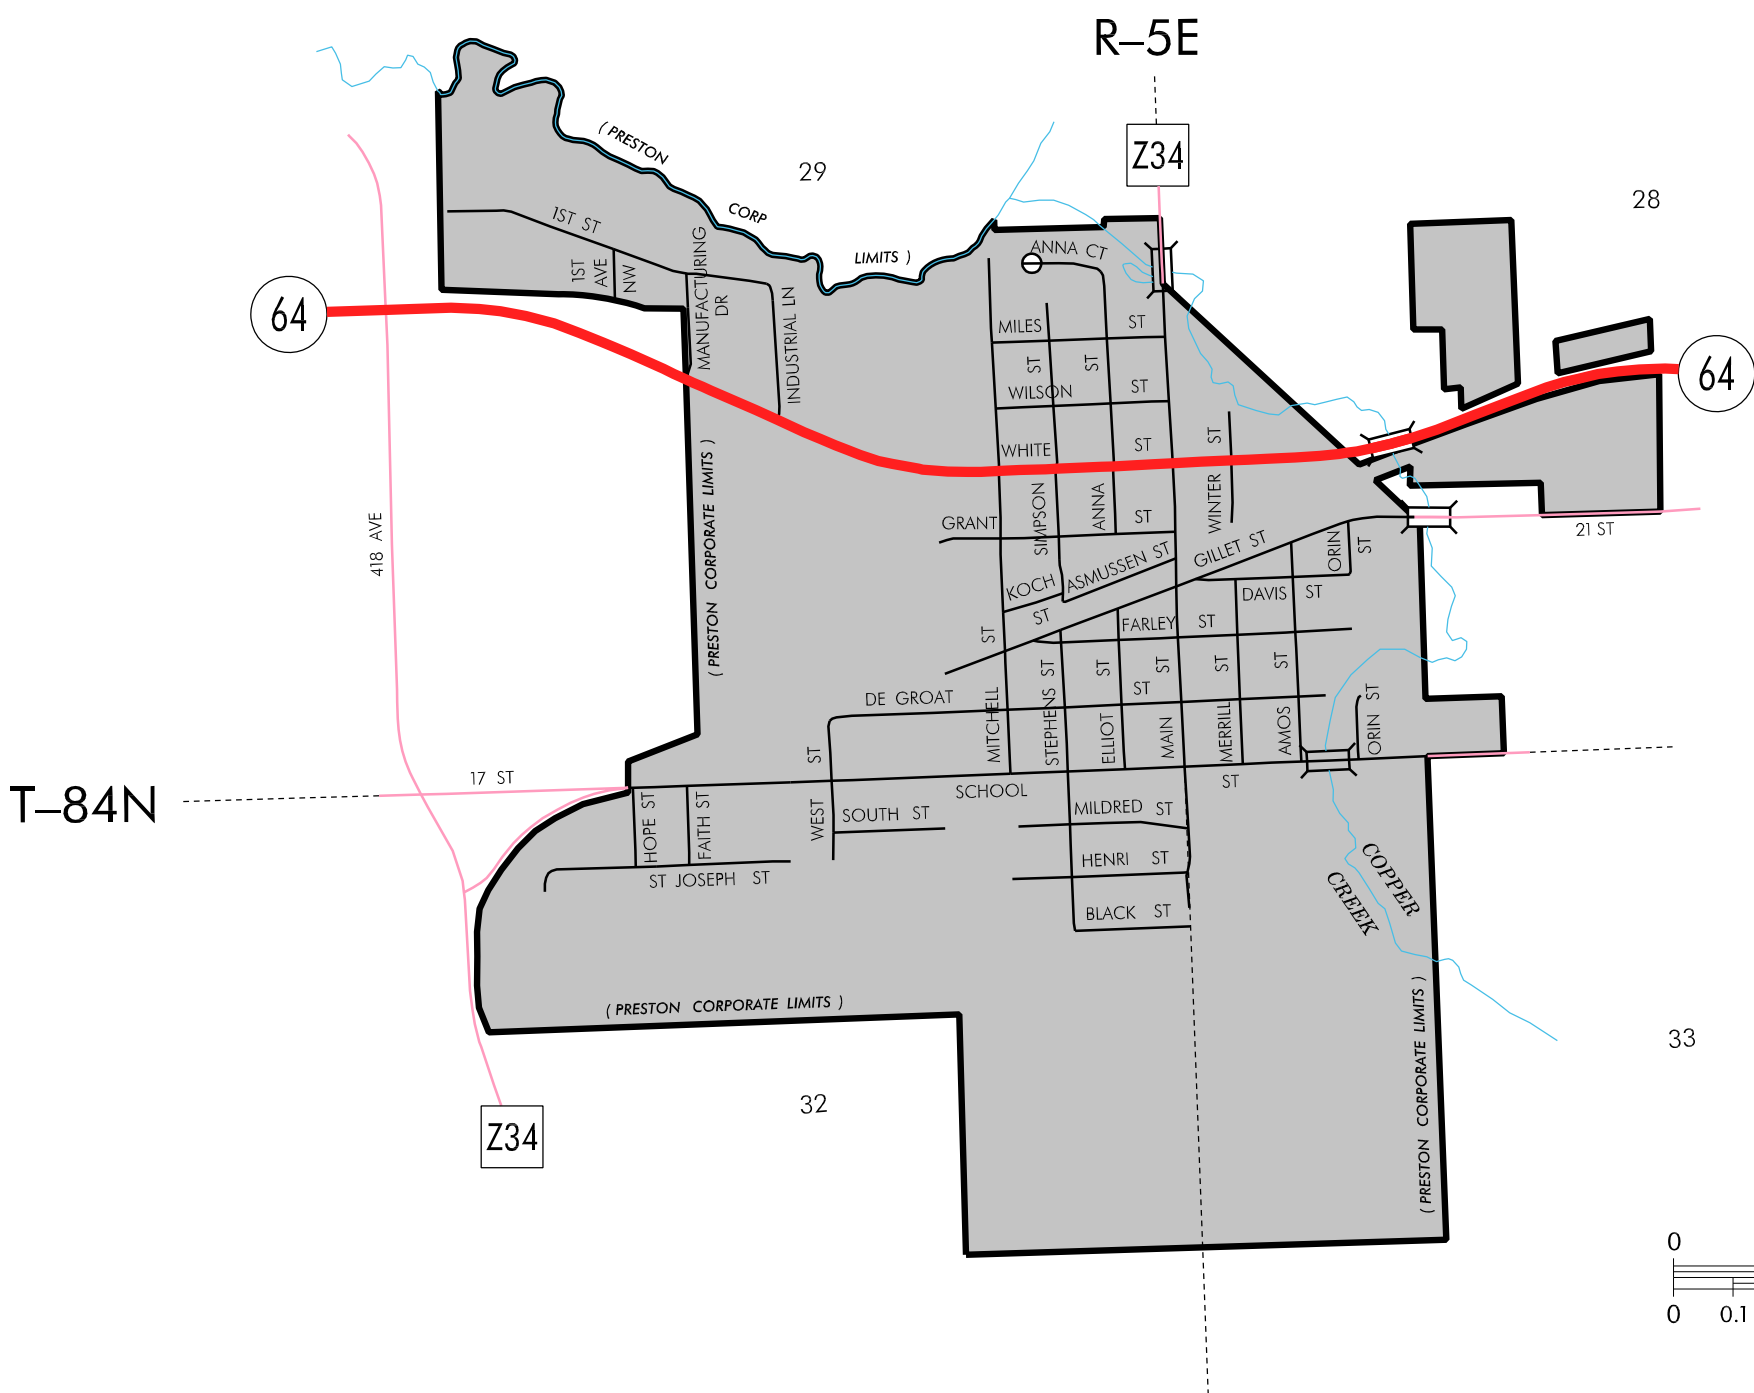 R–5E
Z34
( PRESTON
CORP
LIMITS )
29
28
1ST ST
1ST
AVE
NW
MANUFACTURING
DR
INDUSTRIAL LN
ANNA CT
64
64
MILES ST
ST
ST
WILSON ST
WHITE ST
WINTER ST
418 AVE
( PRESTON CORPORATE LIMITS )
GRANT ST
SIMPSON
ANNA
KOCH
ST
ASMUSSEN ST
GILLET ST
ORIN
ST
21 ST
DAVIS ST
FARLEY ST
MITCHELL ST
STEPHENS ST
ELLIOT ST
MAIN ST
MERRILL ST
AMOS ST
DE GROAT ST
ORIN ST
T–84N
17 ST
SCHOOL ST
HOPE ST
FAITH ST
WEST ST
SOUTH ST
MILDRED ST
HENRI ST
BLACK ST
ST JOSEPH ST
COPPER
CREEK
( PRESTON CORPORATE LIMITS )
( PRESTON CORPORATE LIMITS )
32
33
Z34
0
0 0.1